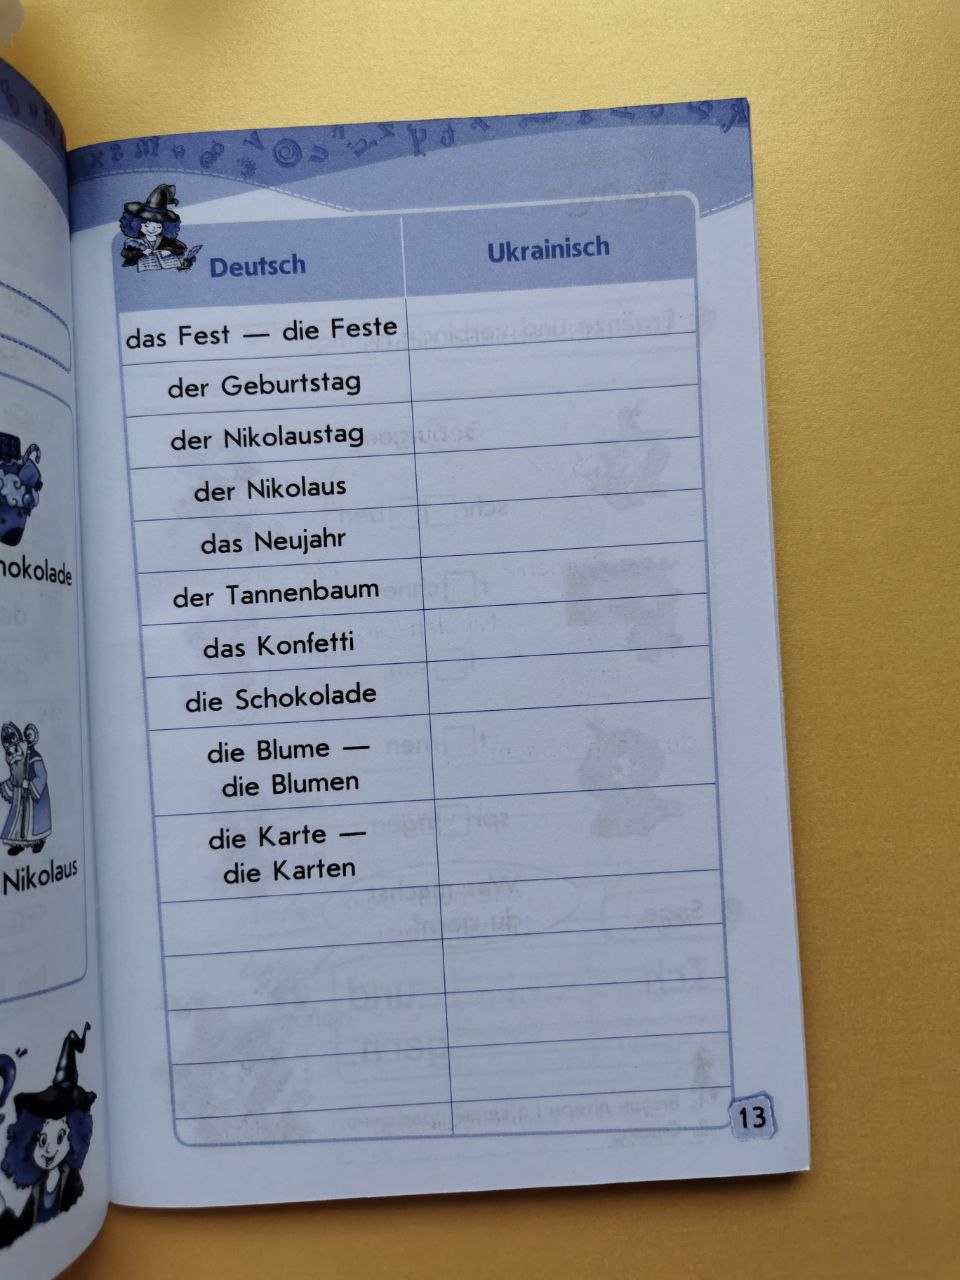 Deutsch
Ukrainisch
das Fest — die Feste
der Geburtstag
der Nikolaustag
der Nikolaus
das Neujahr
der Tannenbaum
das Konfetti
die Schokolade
die Blume —
die Blumen
die Karte —
die Karten
13
hokolade
Nikolaus